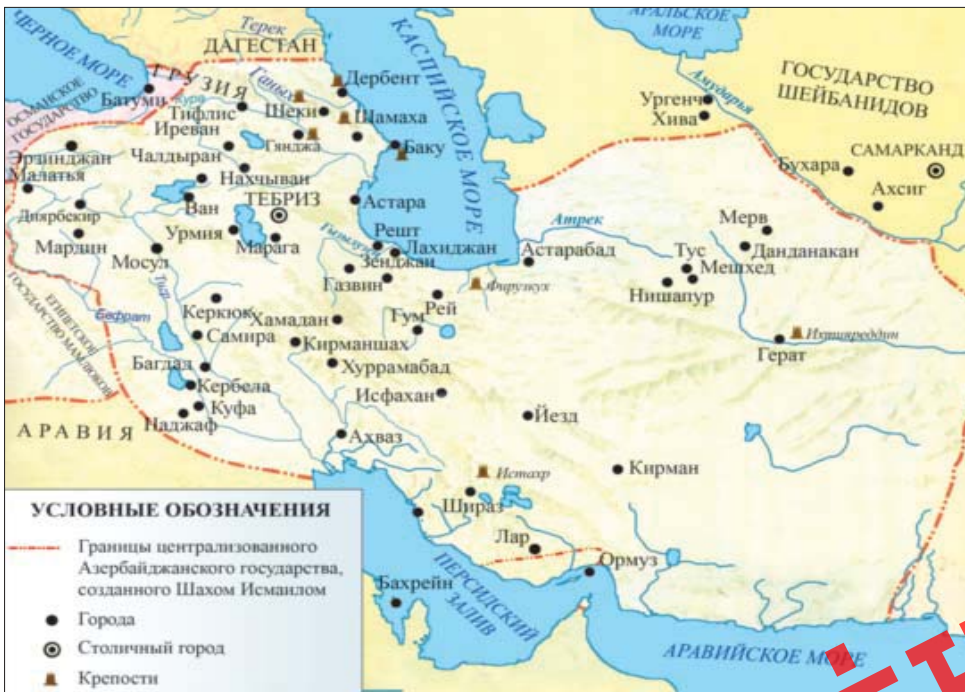 ЧЕРНОЕ МОРЕ
Терек
ДАГЕСТАН
КАСПИЙСКОЕ МОРЕ
АРАЛЬСКОЕ
МОРЕ
Амударья
ГОСУДАРСТВО
ШЕЙБАНИДОВ
ОСМАНСКОЕ
ГОСУДАРСТВО
ГРУЗИЯ
Батуми
Кура
Ганых
Дербент
Тифлис
Шеки
Шамаха
Иреван
Гянджа
Баку
Ургенч
Хива
Бухара
САМАРКАНД
Ахсиг
Эрзинджан
Чалдыран
Малатья
Нахчыван
Диярбекир
Ван
ТЕБРИЗ
Астара
Мардин
Урмия
Марага
Решт
Лахиджан
Атрек
Астарабад
Мерв
Данданакан
Мосул
Зенджан
Газвин
Фирузкух
Тус
Мешхед
Нишапур
Тигр
Рей
Керкюк
Хамадан
Гум
ЕГИПЕТСКОЕ
ГОСУДАРСТВО МАМЛЮКОВ
Евфрат
Самира
Кирманшах
Ихтияреддин
Герат
Багдад
Хуррамабад
Кербела
Исфахан
Куфа
Наджаф
Йезд
АРАВИЯ
Ахваз
Истахр
Кирман
Шираз
Лар
Ормуз
Бахрейн
ПЕРСИДСКИЙ
ЗАЛИВ
АРАВИЙСКОЕ МОРЕ
УСЛОВНЫЕ ОБОЗНАЧЕНИЯ
Границы централизованного
Азербайджанского государства,
созданного Шахом Исмаилом
Города
Столичный город
Крепости